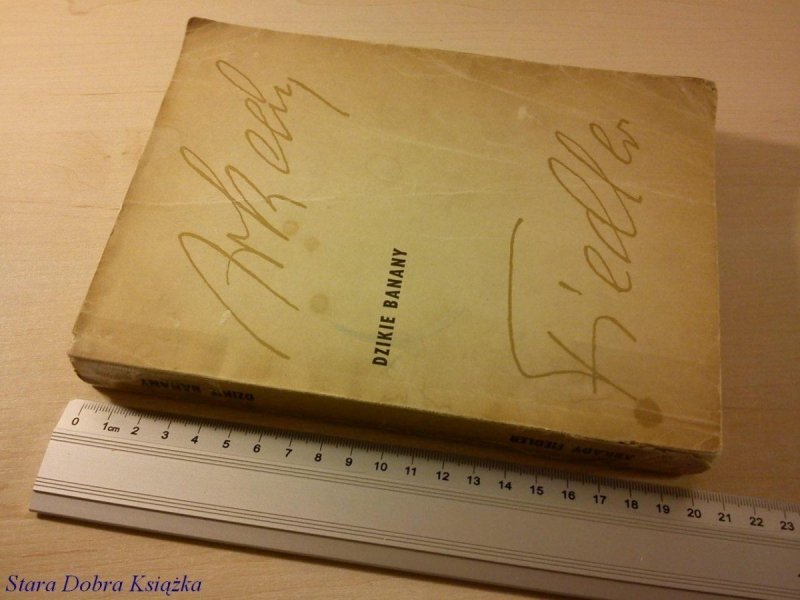 Arkady
Fiedler
DZIKIE BANANY
DZIKIE BANANY
ARKADY FIEDLER
0 1cm 2 3 4 5 6 7 8 9 10 11 12 13 14 15 16 17 18 19 20 21 22 23
Stara Dobra Książka